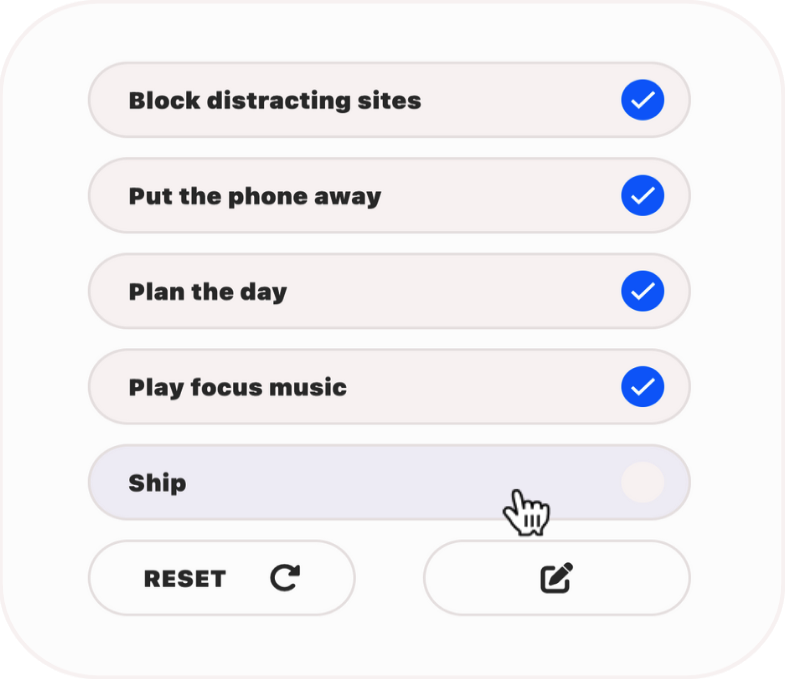 Block distracting sites
Put the phone away
Plan the day
Play focus music
Ship
RESET